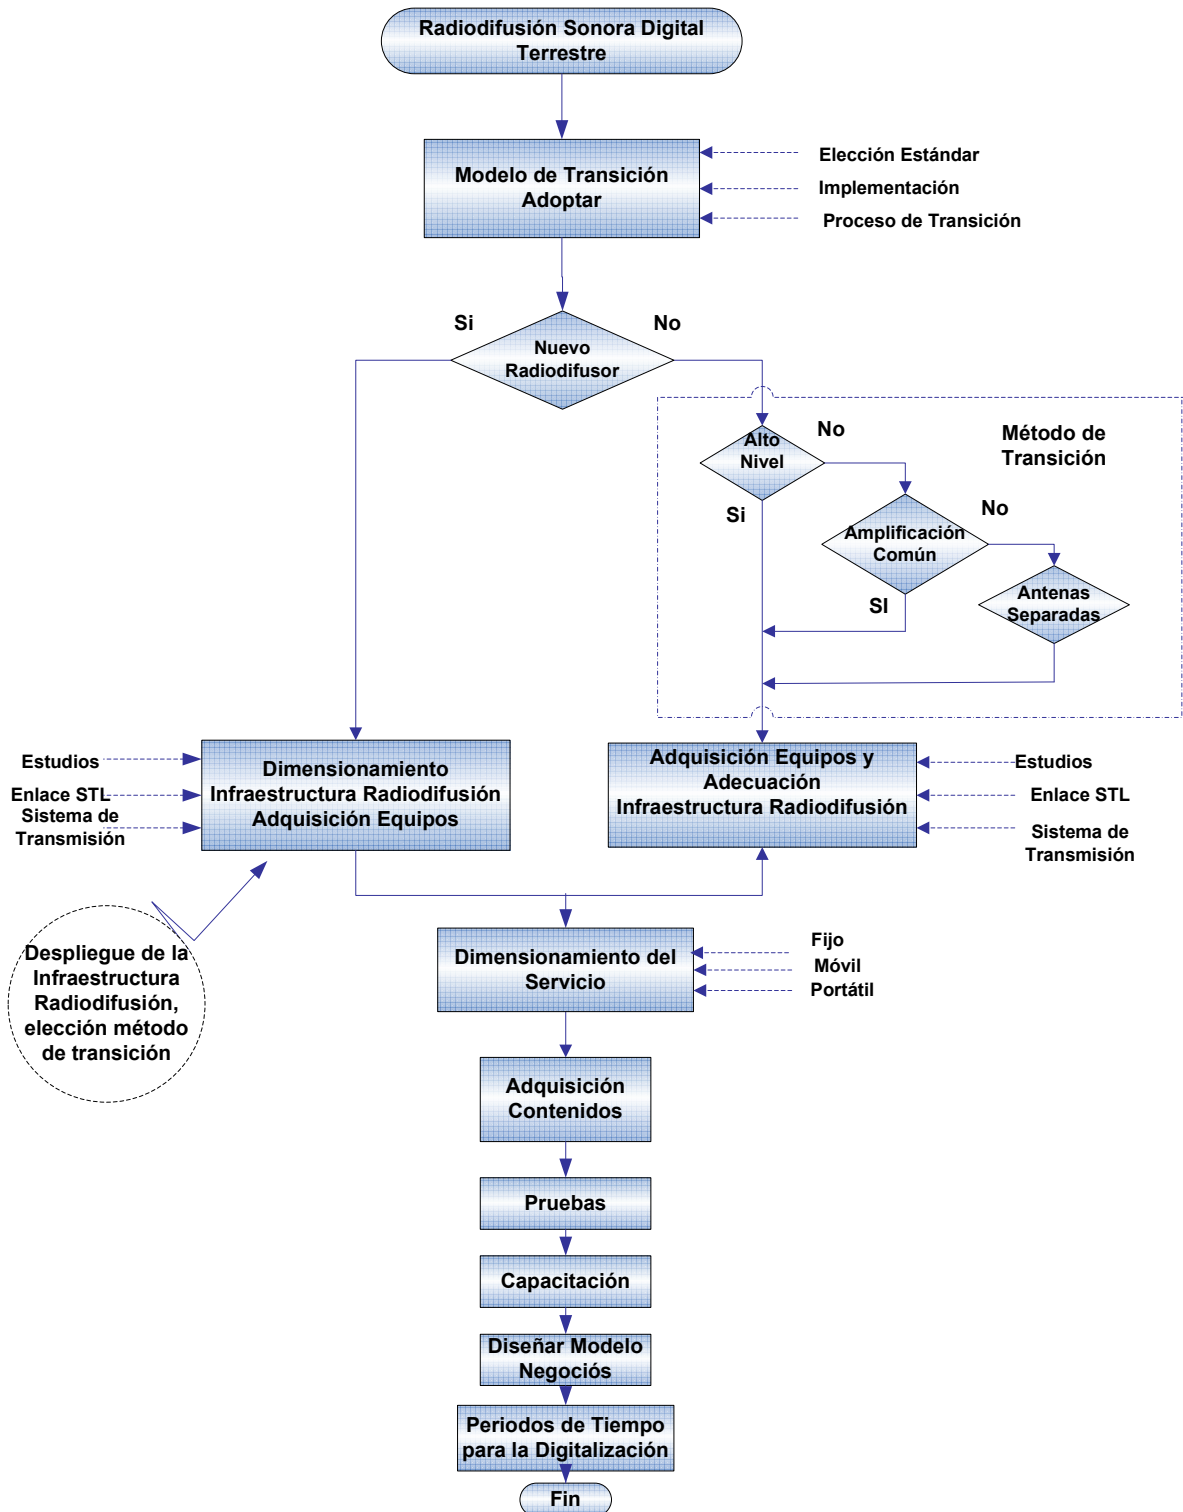 Radiodifusión Sonora Digital
Terrestre
Modelo de Transición
Adoptar
Elección Estándar
Implementación
Proceso de Transición
Si
No
Nuevo
Radiodifusor
Método de
Transición
Alto
Nivel
No
Si
Amplificación
Común
No
SI
Antenas
Separadas
Estudios
Enlace STL
Sistema de
Transmisión
Dimensionamiento
Infraestructura Radiodifusión
Adquisición Equipos
Adquisición Equipos y
Adecuación
Infraestructura Radiodifusión
Estudios
Enlace STL
Sistema de
Transmisión
Despliegue de la
Infraestructura
Radiodifusión,
elección método
de transición
Dimensionamiento del
Servicio
Fijo
Móvil
Portátil
Adquisición
Contenidos
Pruebas
Capacitación
Diseñar Modelo
Negociós
Periodos de Tiempo
para la Digitalización
Fin